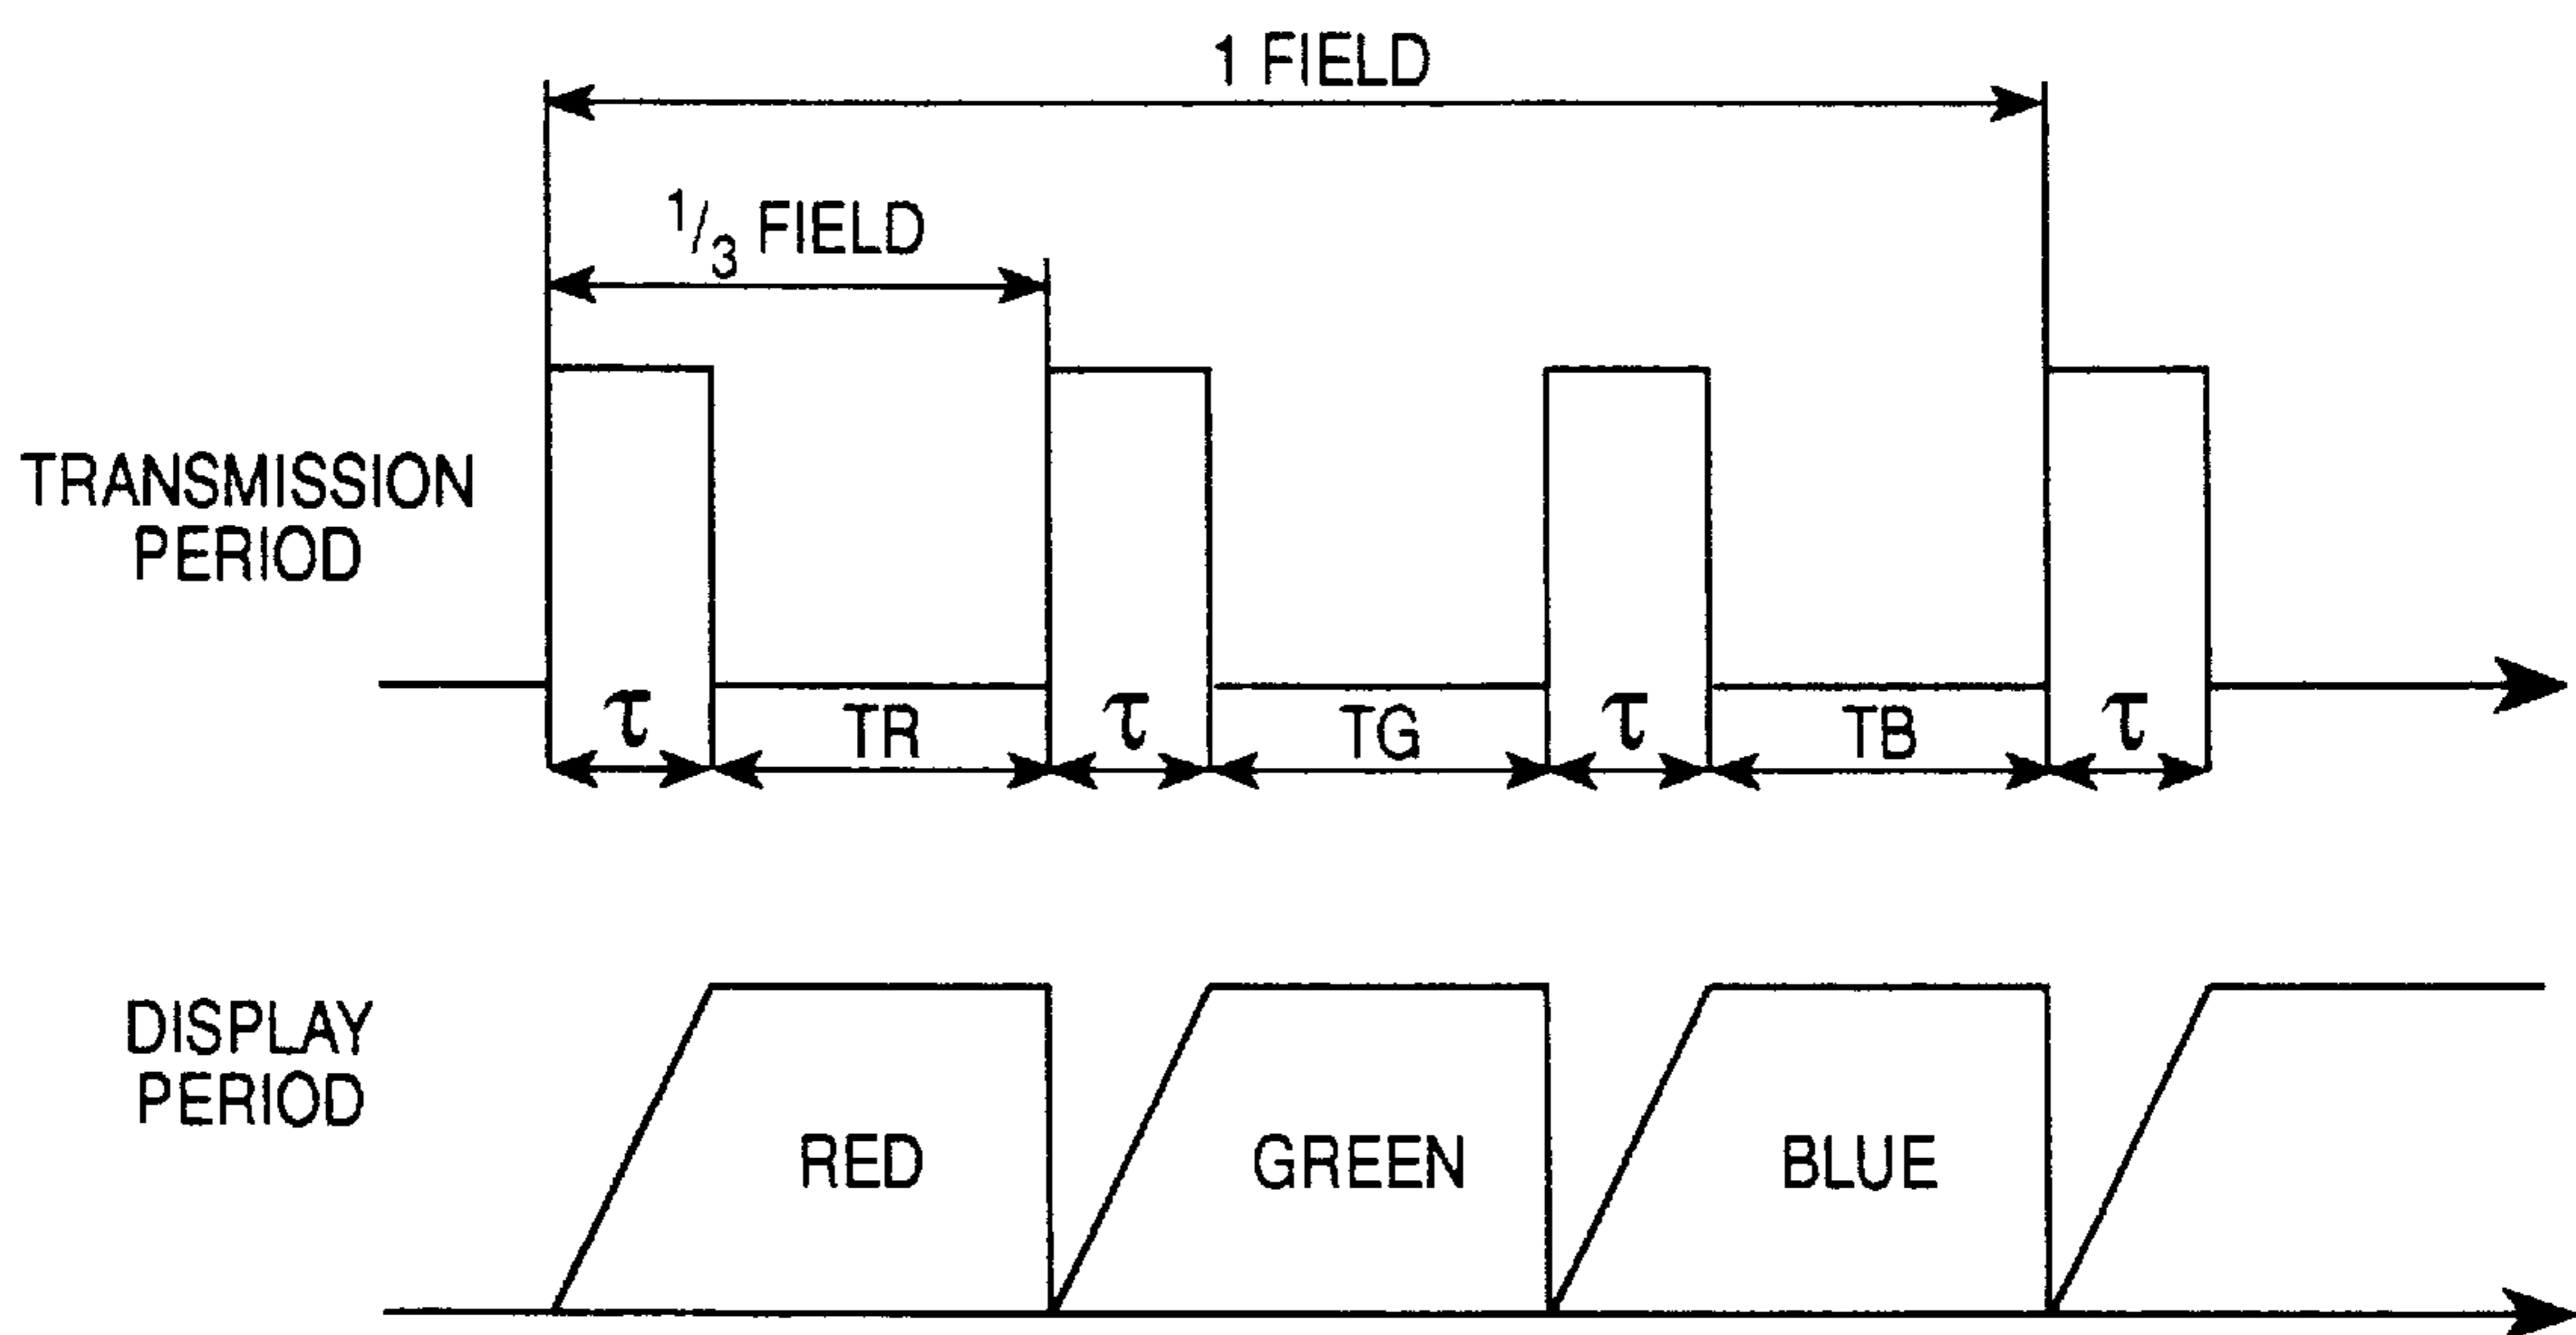 1 FIELD
1/3 FIELD
TRANSMISSION
PERIOD
τ TR τ TG τ TB τ
DISPLAY
PERIOD
RED GREEN BLUE